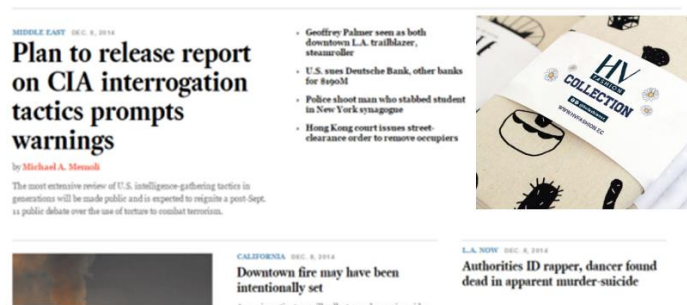 MIDDLE EAST DEC. 8, 2014
Plan to release report
on CIA interrogation
tactics prompts
warnings
by Michael A. Memoli
The most extensive review of U.S. intelligence-gathering tactics in
generations will be made public and is expected to reignite a post-Sept.
11 public debate over the use of torture to combat terrorism.
Geoffrey Palmer seen as both
downtown L.A. trailblazer,
steamroller
U.S. sues Deutsche Bank, other banks
for $190M
Police shoot man who stabbed student
in New York synagogue
Hong Kong court issues street-
clearance order to remove occupiers
HV
FASHION
COLLECTION
WWW.HVFASHION.EC
CALIFORNIA DEC. 8, 2014
Downtown fire may have been
intentionally set
L.A. NOW DEC. 8, 2014
Authorities ID rapper, dancer found
dead in apparent murder-suicide